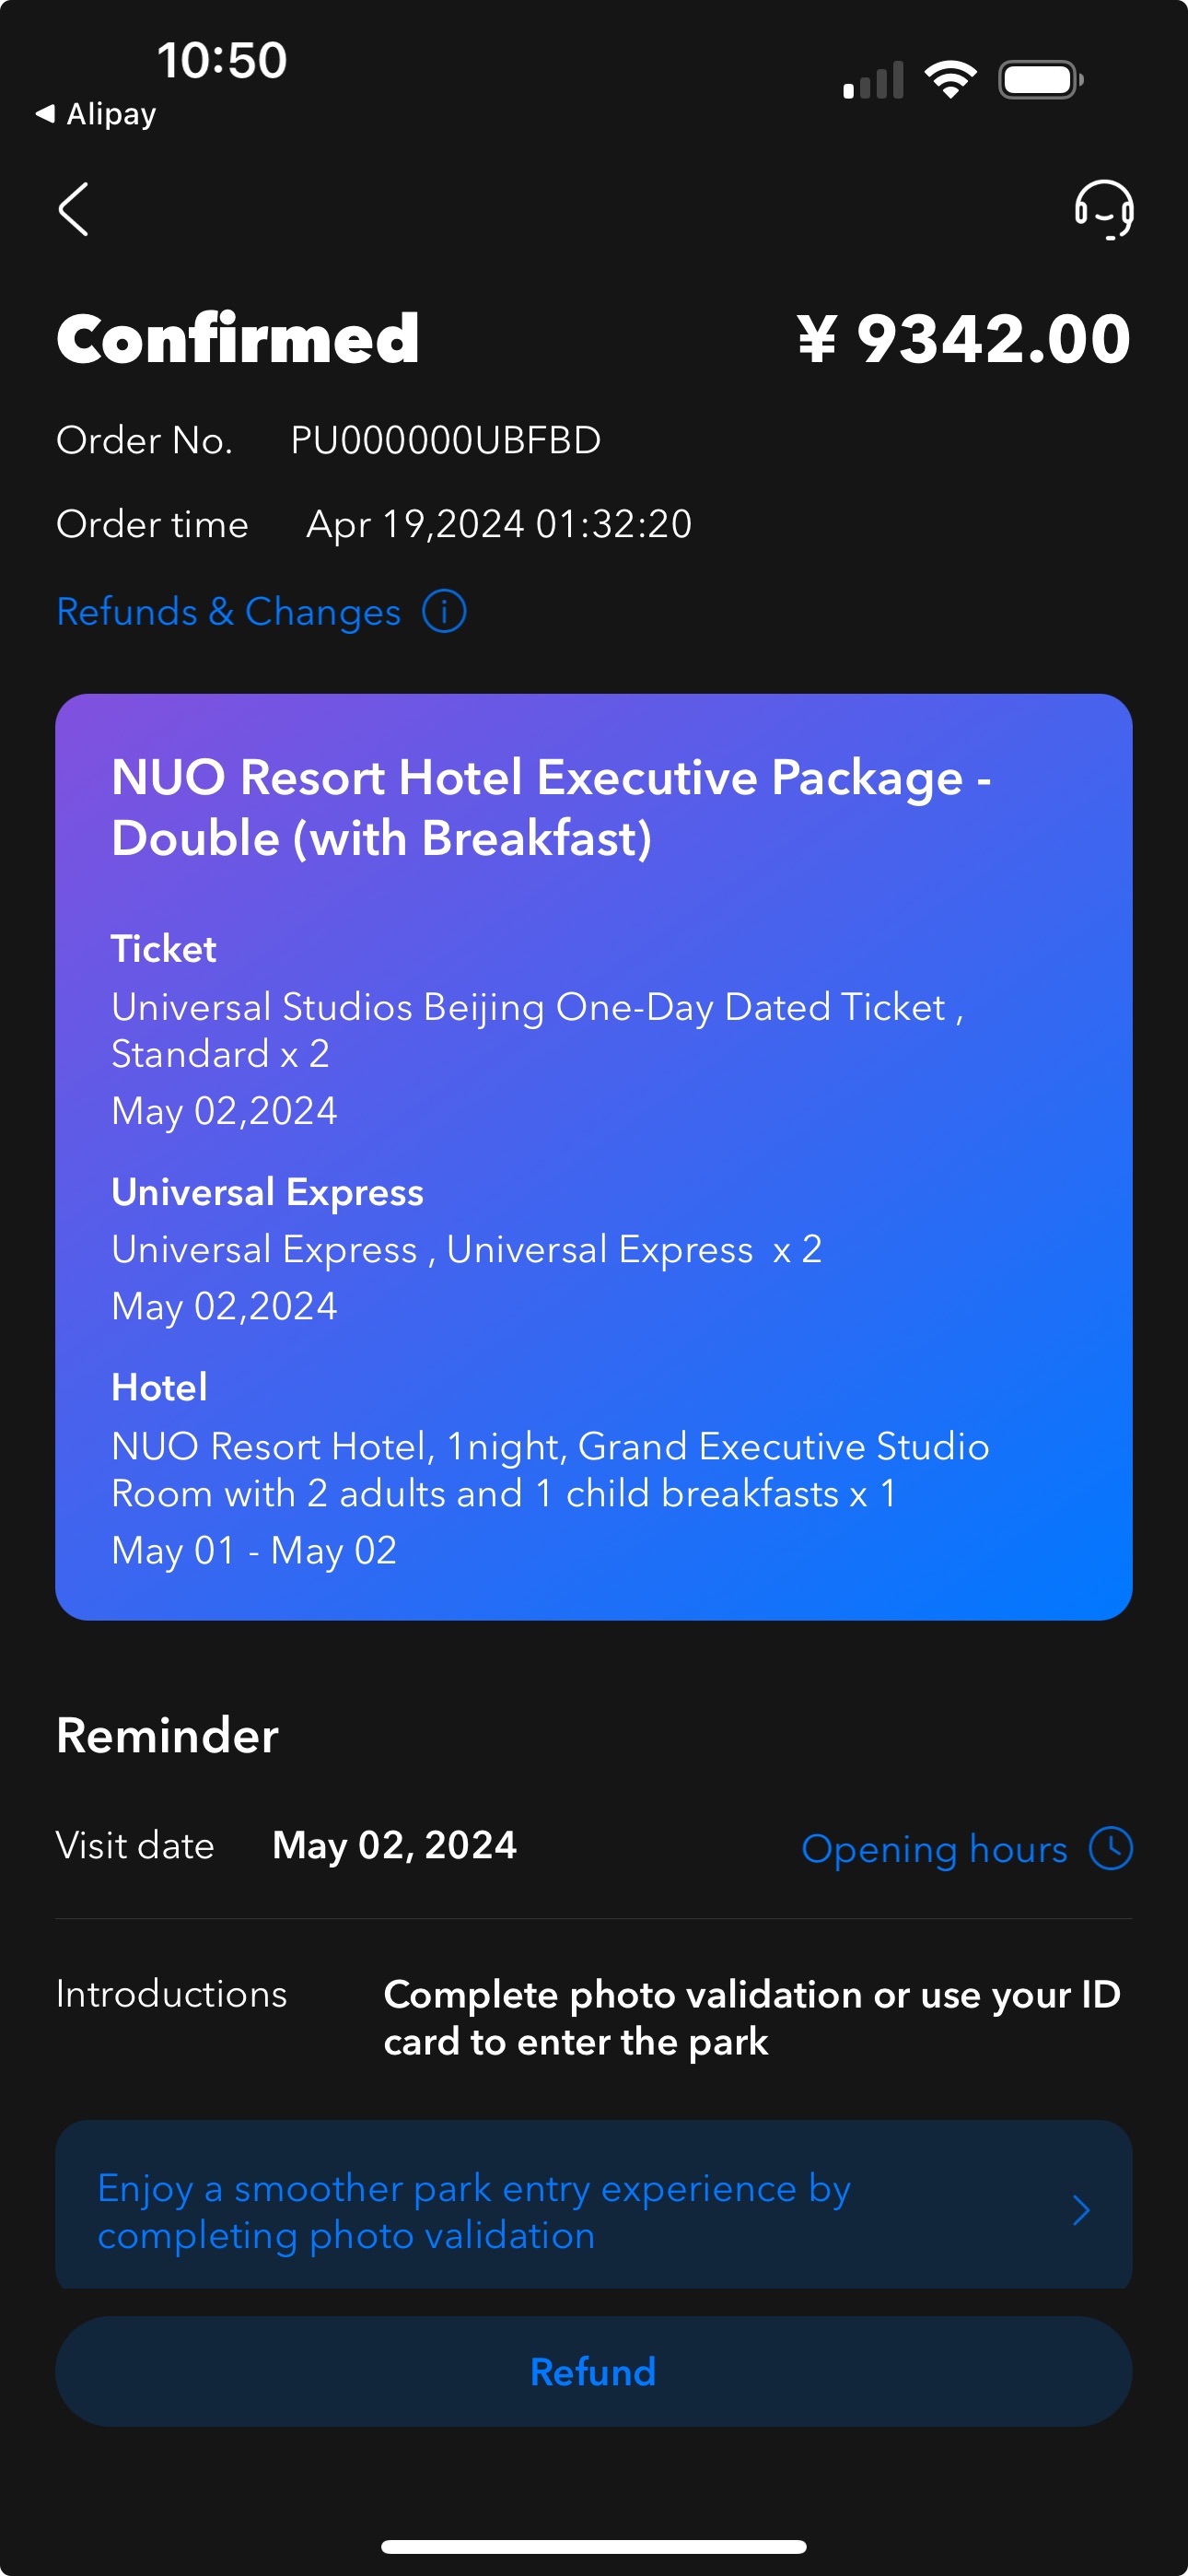 10:50
◀ Alipay
Confirmed
¥ 9342.00
Order No. PU000000UBFBD
Order time Apr 19,2024 01:32:20
Refunds & Changes
NUO Resort Hotel Executive Package -
Double (with Breakfast)
Ticket
Universal Studios Beijing One-Day Dated Ticket ,
Standard x 2
May 02,2024
Universal Express
Universal Express , Universal Express  x 2
May 02,2024
Hotel
NUO Resort Hotel, 1night, Grand Executive Studio
Room with 2 adults and 1 child breakfasts x 1
May 01 - May 02
Reminder
Visit date May 02, 2024
Opening hours
Introductions Complete photo validation or use your ID
card to enter the park
Enjoy a smoother park entry experience by
completing photo validation
Refund